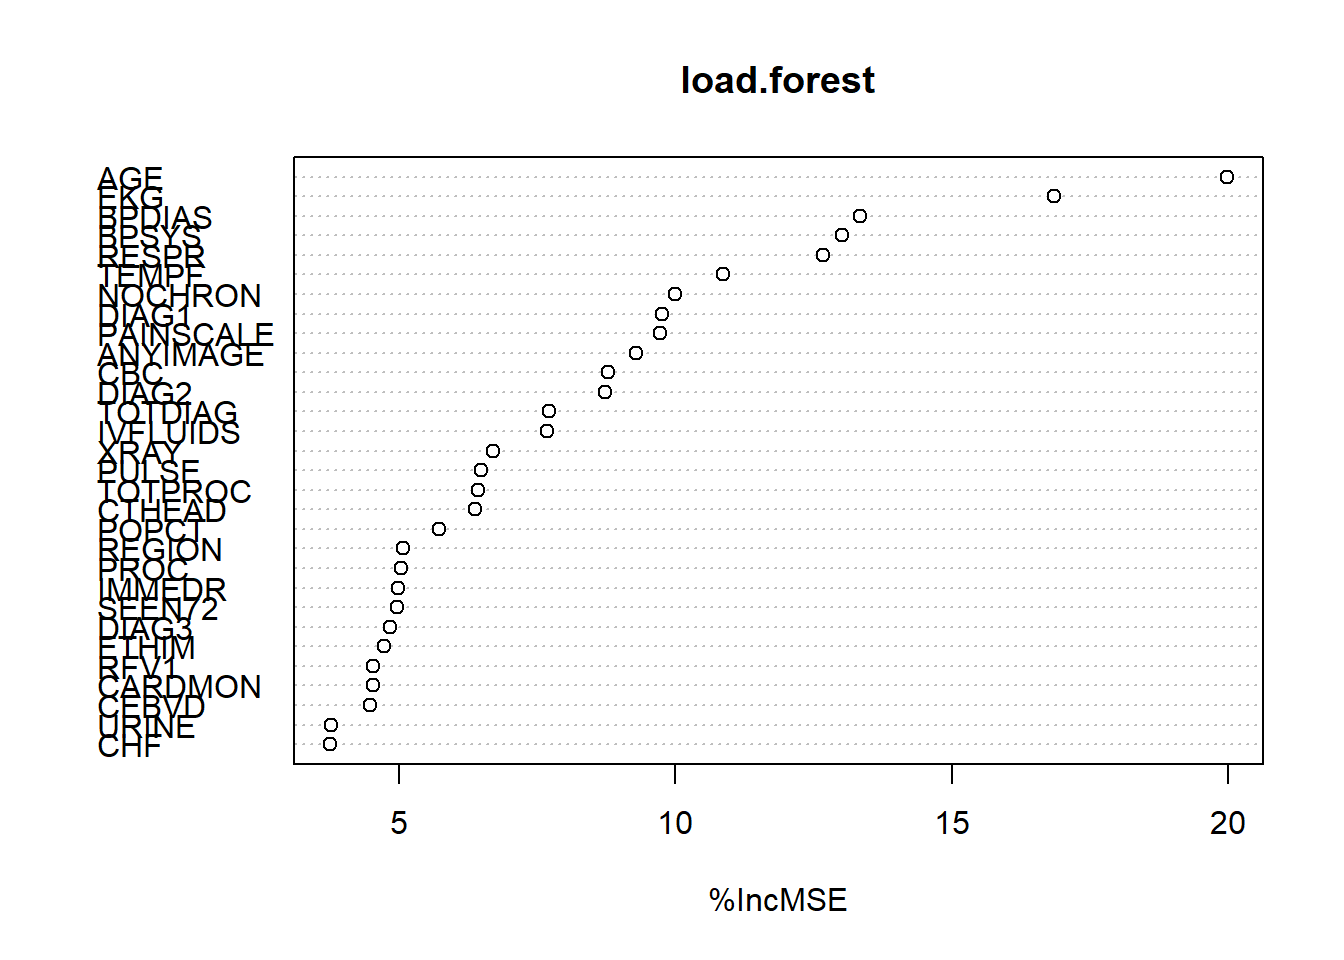 load.forest
AGE
EKG
BPDIAS
BPSYS
RESPR
TEMPF
NOCHRON
DIAG1
PAINSCALE
ANYIMAGE
CBC
DIAG2
TOTDIAG
IVFLUIDS
XRAY
PULSE
TOTPROC
CTHEAD
POPCT
REGION
PROC
IMMEDR
SEEN72
DIAG3
ETHIM
RFV1
CARDMON
CEBVD
URINE
CHF
5 10 15 20
%IncMSE